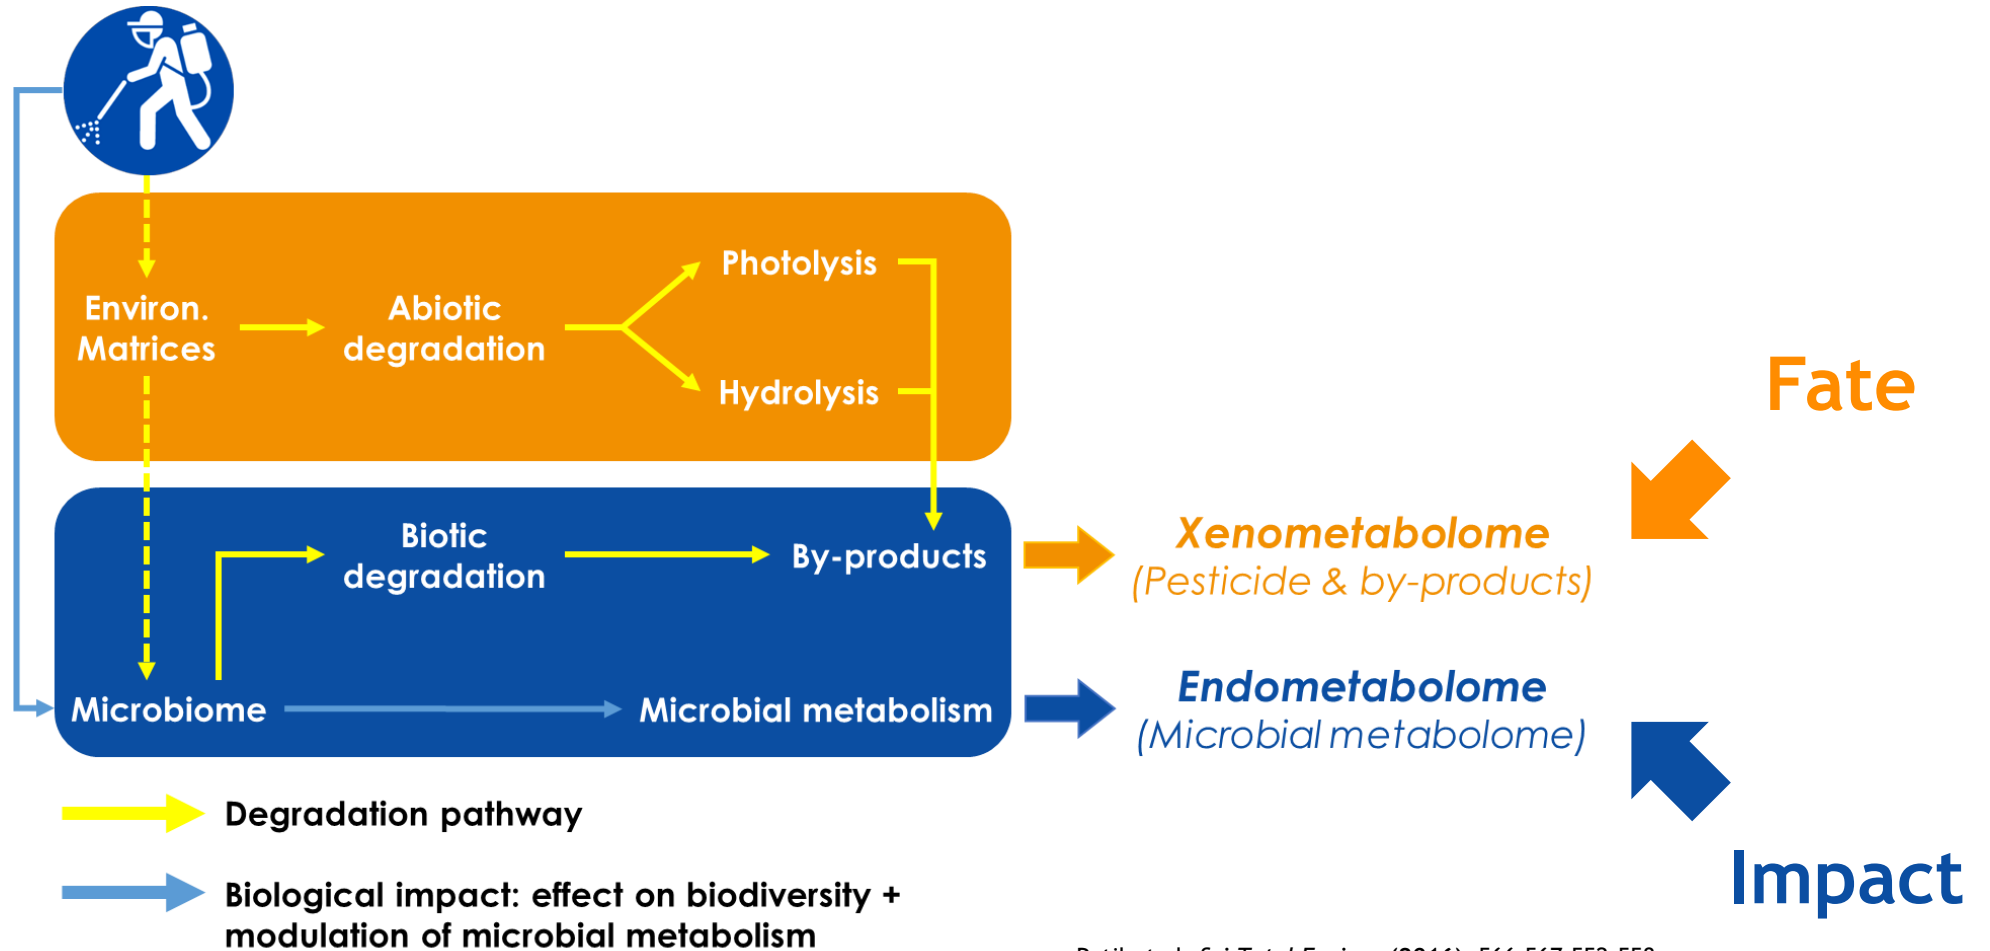 Photolysis
Environ.
Matrices
Abiotic
degradation
Hydrolysis
Fate
Biotic
degradation
By-products
Xenometabolome
(Pesticide & by-products)
Microbiome
Microbial metabolism
Endometabolome
(Microbial metabolome)
Degradation pathway
Impact
Biological impact: effect on biodiversity +
modulation of microbial metabolism